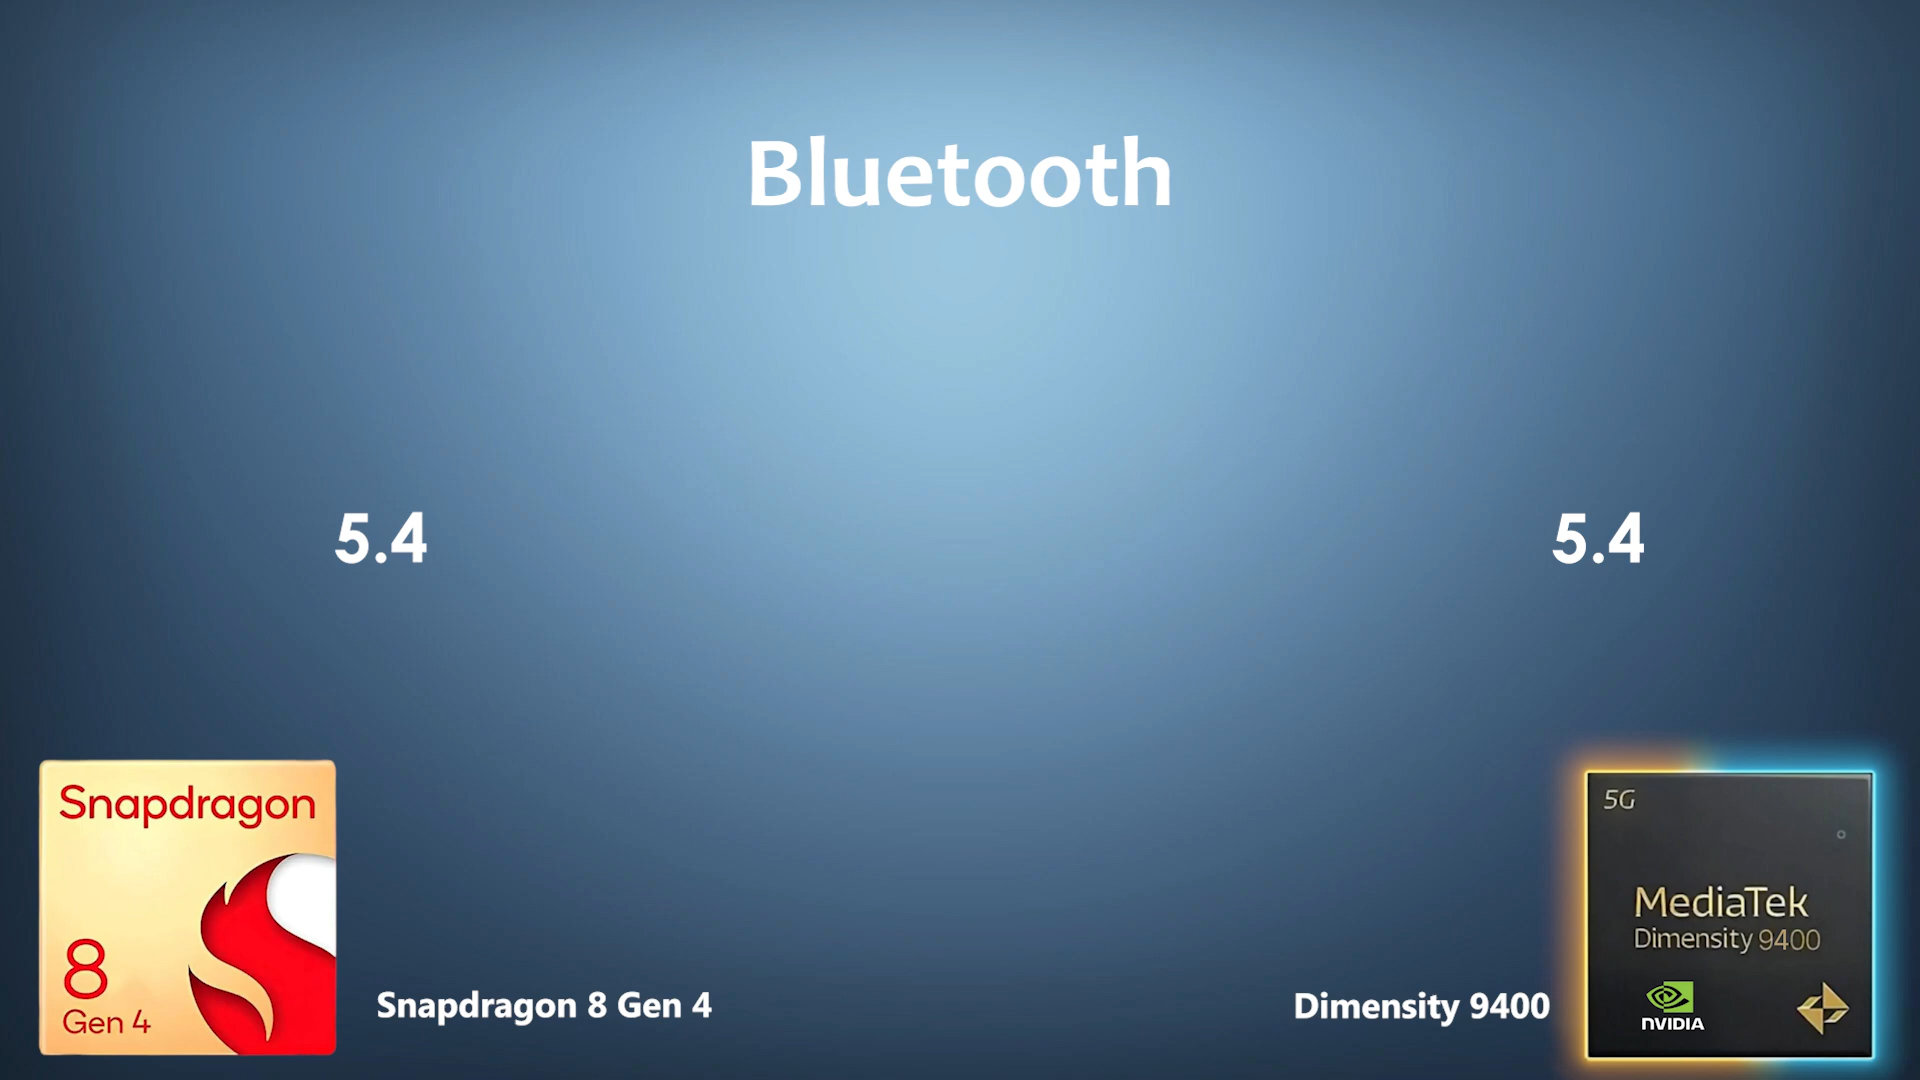 Bluetooth
5.4
5.4
Snapdragon
8
Gen 4
Snapdragon 8 Gen 4
Dimensity 9400
5G
MediaTek
Dimensity 9400
NVIDIA